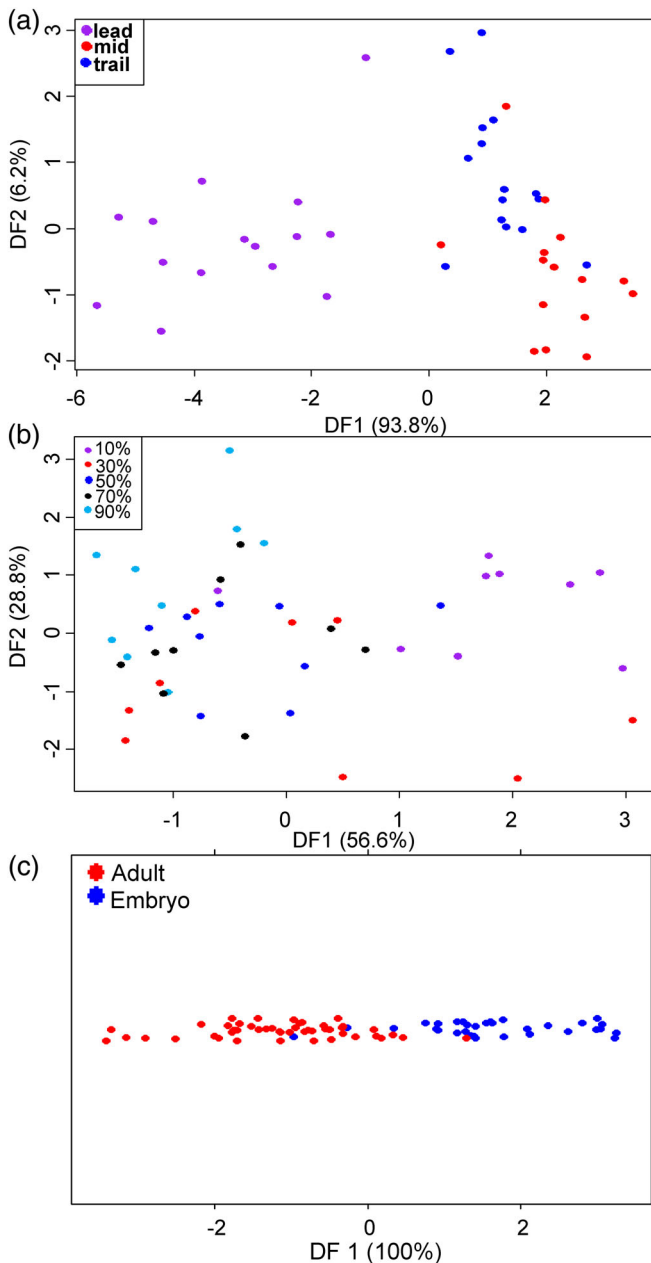 (a)
lead
mid
trail
3
2
1
0
-1
-2
DF2 (6.2%)
-6 -4 -2 0 2
DF1 (93.8%)
(b)
10%
30%
50%
70%
90%
3
2
1
0
-1
-2
DF2 (28.8%)
-1 0 1 2 3
DF1 (56.6%)
(c)
Adult
Embryo
-2 0 2
DF 1 (100%)